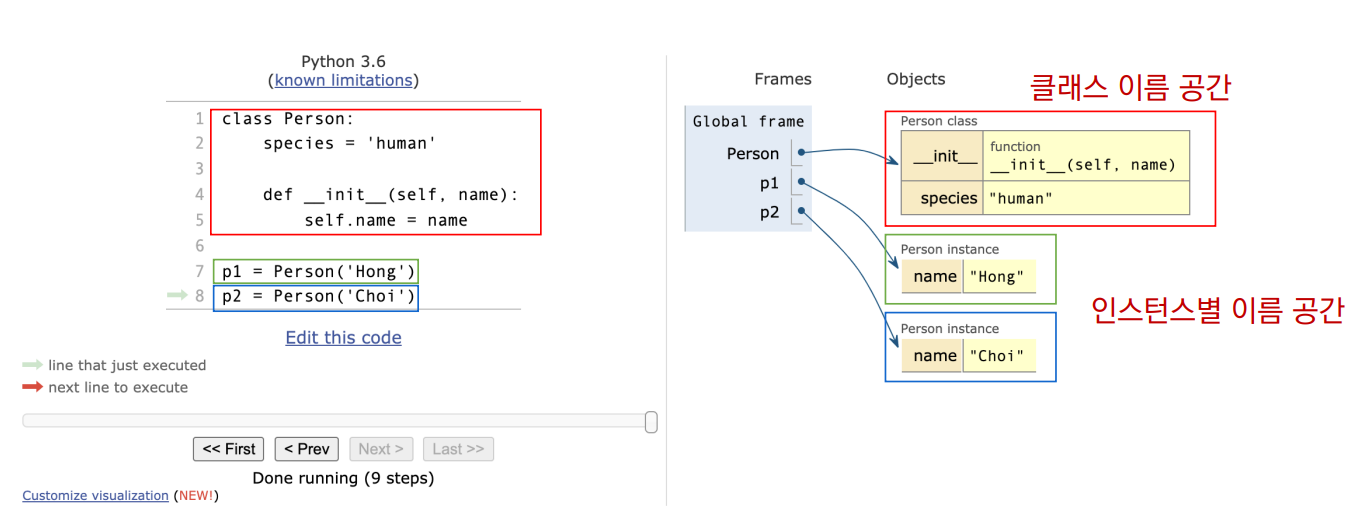 Python 3.6
(known limitations)
1 class Person:
2     species = 'human'
3
4     def __init__(self, name):
5         self.name = name
6
7 p1 = Person('Hong')
8 p2 = Person('Choi')
Edit this code
line that just executed
next line to execute
<< First < Prev Next > Last >>
Done running (9 steps)
Customize visualization (NEW!)
Frames Objects
클래스 이름 공간
Global frame
Person
p1
p2
Person class
__init__ function
__init__(self, name)
species "human"
Person instance
name "Hong"
인스턴스별 이름 공간
Person instance
name "Choi"